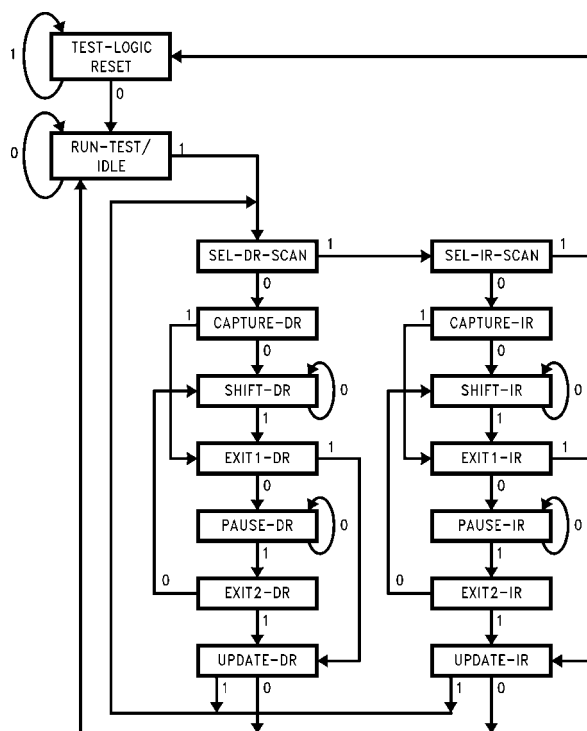 TEST-LOGIC
RESET
1
0
RUN-TEST/
IDLE
0
1
SEL-DR-SCAN
1
SEL-IR-SCAN
1
0
0
1
CAPTURE-DR
1
CAPTURE-IR
0
0
SHIFT-DR
0
SHIFT-IR
0
1
1
EXIT1-DR
1
EXIT1-IR
1
0
0
PAUSE-DR
0
PAUSE-IR
0
1
1
0
EXIT2-DR
0
EXIT2-IR
1
1
UPDATE-DR
UPDATE-IR
1
0
1
0